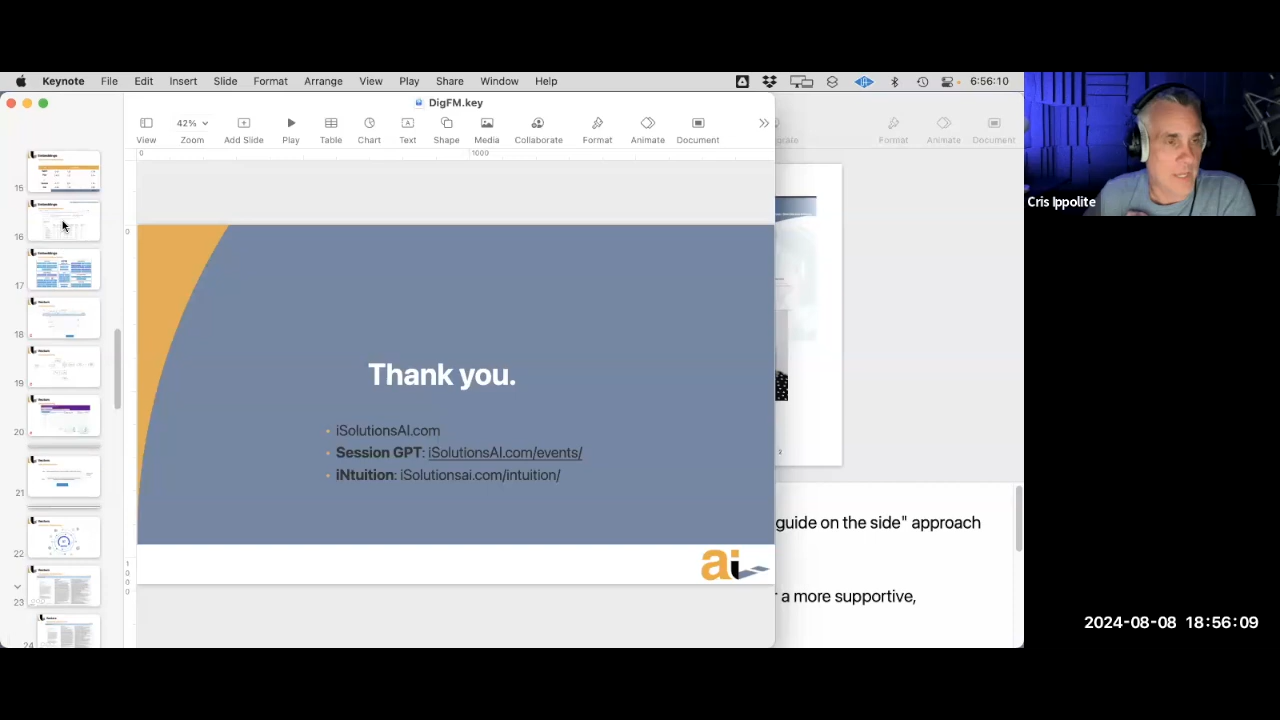 Keynote File Edit Insert Slide Format Arrange View Play Share Window Help 6:56:10
DigFM.key
42%
View Zoom Add Slide Play Table Chart Text Shape Media Collaborate Format Animate Document
Format Animate Document
0 1000
Cris Ippolite
15
16
17
18
19
20
21
22
23
24
Thank you.
• iSolutionsAI.com
• Session GPT: iSolutionsAI.com/events/
• iNtuition: iSolutionsai.com/intuition/
ai
guide on the side" approach
a more supportive,
2024-08-08 18:56:09